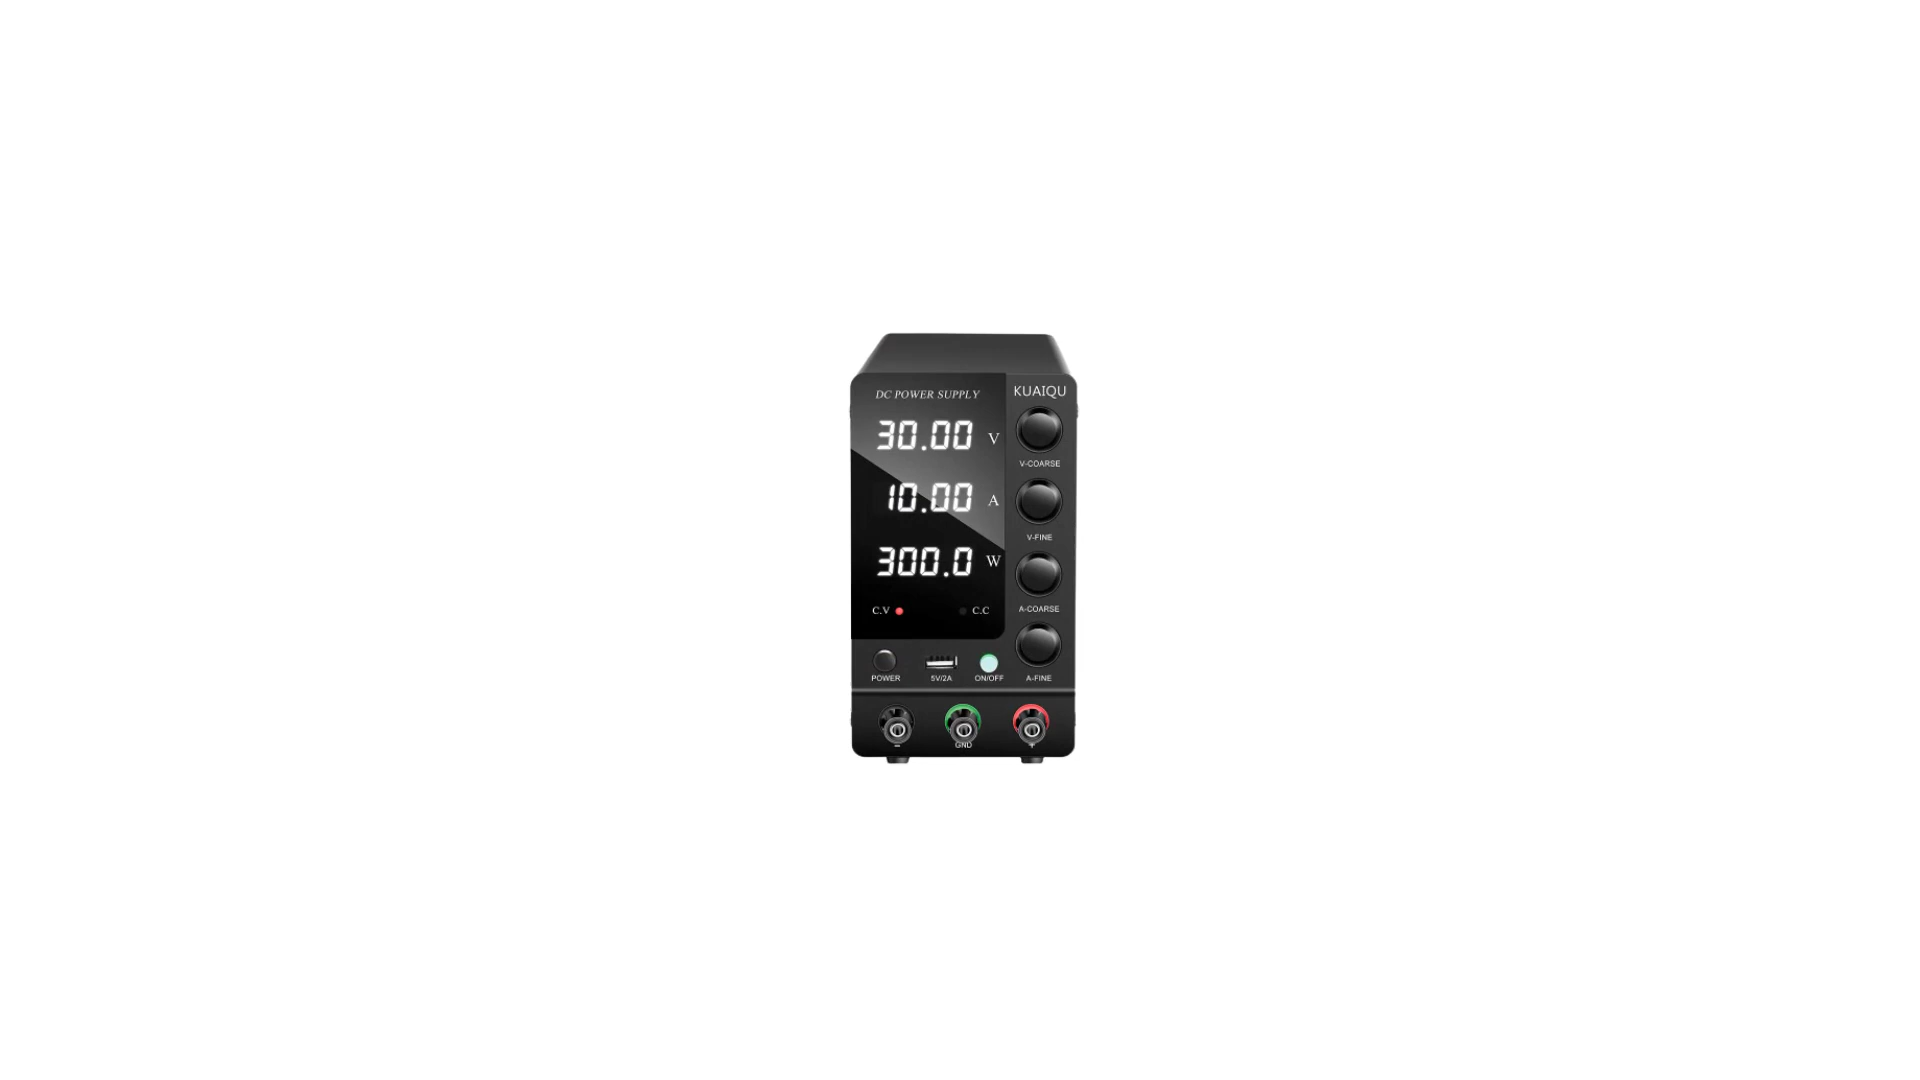 DC POWER SUPPLY
KUAIQU
30.00 V
V-COARSE
10.00 A
V-FINE
300.0 W
A-COARSE
C.V
C.C
POWER
5V/2A
ON/OFF
A-FINE
-
GND
+